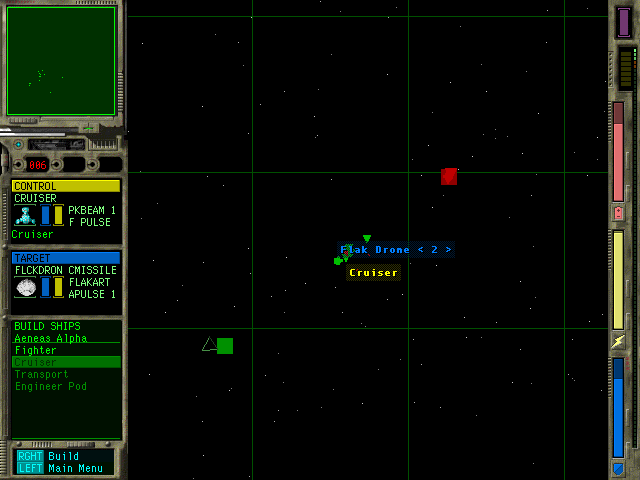 006
CONTROL
CRUISER
PKBEAM 1
F PULSE
Cruiser
TARGET
FLCKDRON CMISSILE
FLAKART
APULSE 1
BUILD SHIPS
Aeneas Alpha
Fighter
Cruiser
Transport
Engineer Pod
RGHT Build
LEFT Main Menu
Flak Drone < 2 >
Cruiser